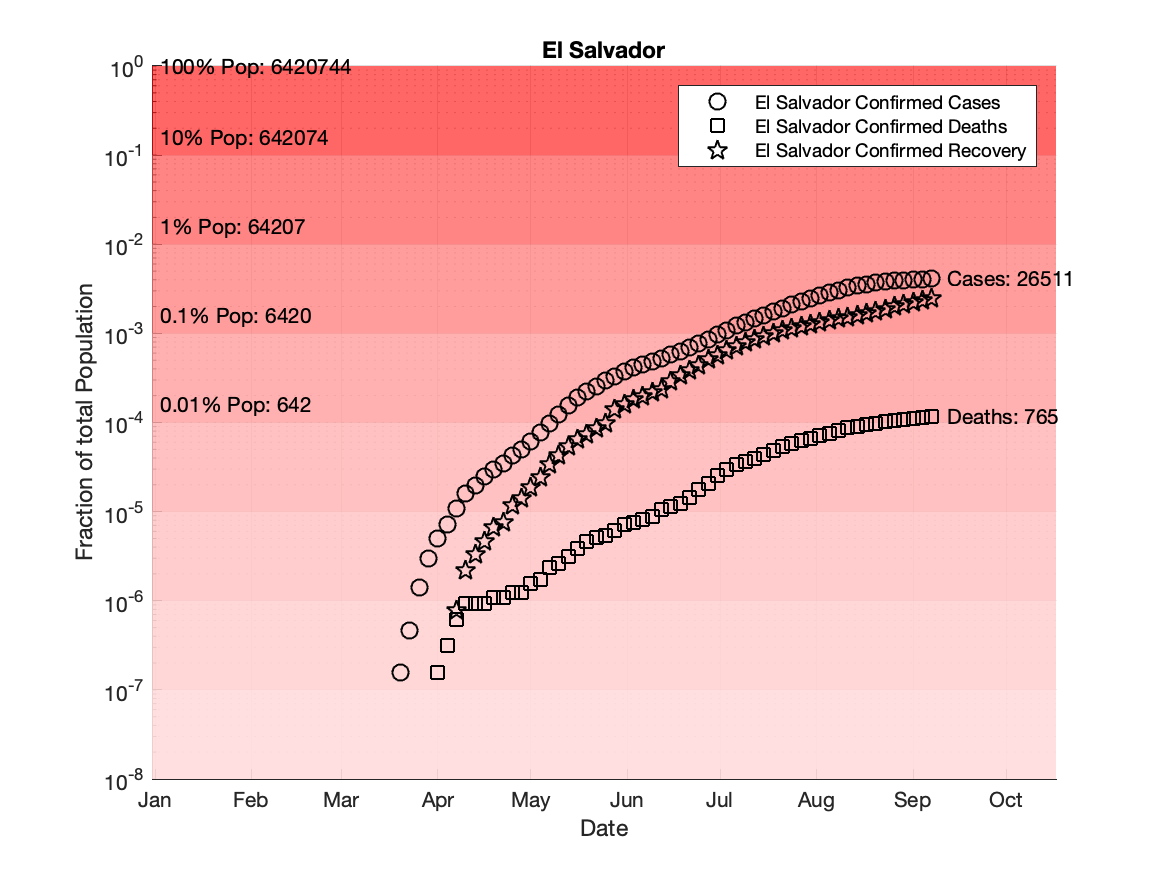 El Salvador
10^0
100% Pop: 6420744
El Salvador Confirmed Cases
El Salvador Confirmed Deaths
El Salvador Confirmed Recovery
10% Pop: 642074
10^-1
1% Pop: 64207
10^-2
Cases: 26511
0.1% Pop: 6420
10^-3
0.01% Pop: 642
10^-4
Deaths: 765
10^-5
10^-6
10^-7
10^-8
Fraction of total Population
Jan Feb Mar Apr May Jun Jul Aug Sep Oct
Date